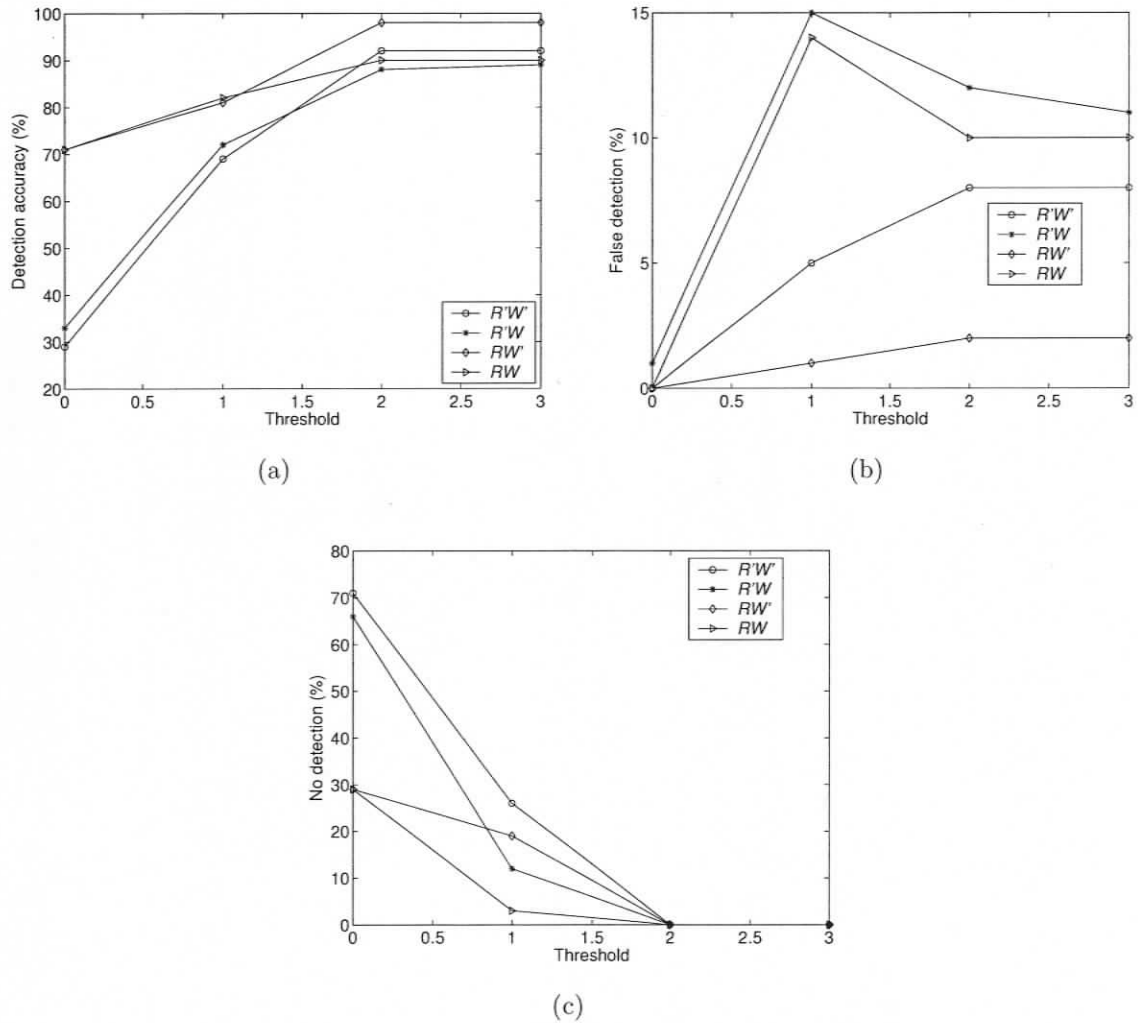 Detection accuracy (%)
100
90
80
70
60
50
40
30
20
0
0.5
1
1.5
2
2.5
3
Threshold
R'W'
R'W
RW'
RW
(a)
False detection (%)
15
10
5
0
0
0.5
1
1.5
2
2.5
3
Threshold
R'W'
R'W
RW'
RW
(b)
No detection (%)
80
70
60
50
40
30
20
10
0
0
0.5
1
1.5
2
2.5
3
Threshold
R'W'
R'W
RW'
RW
(c)